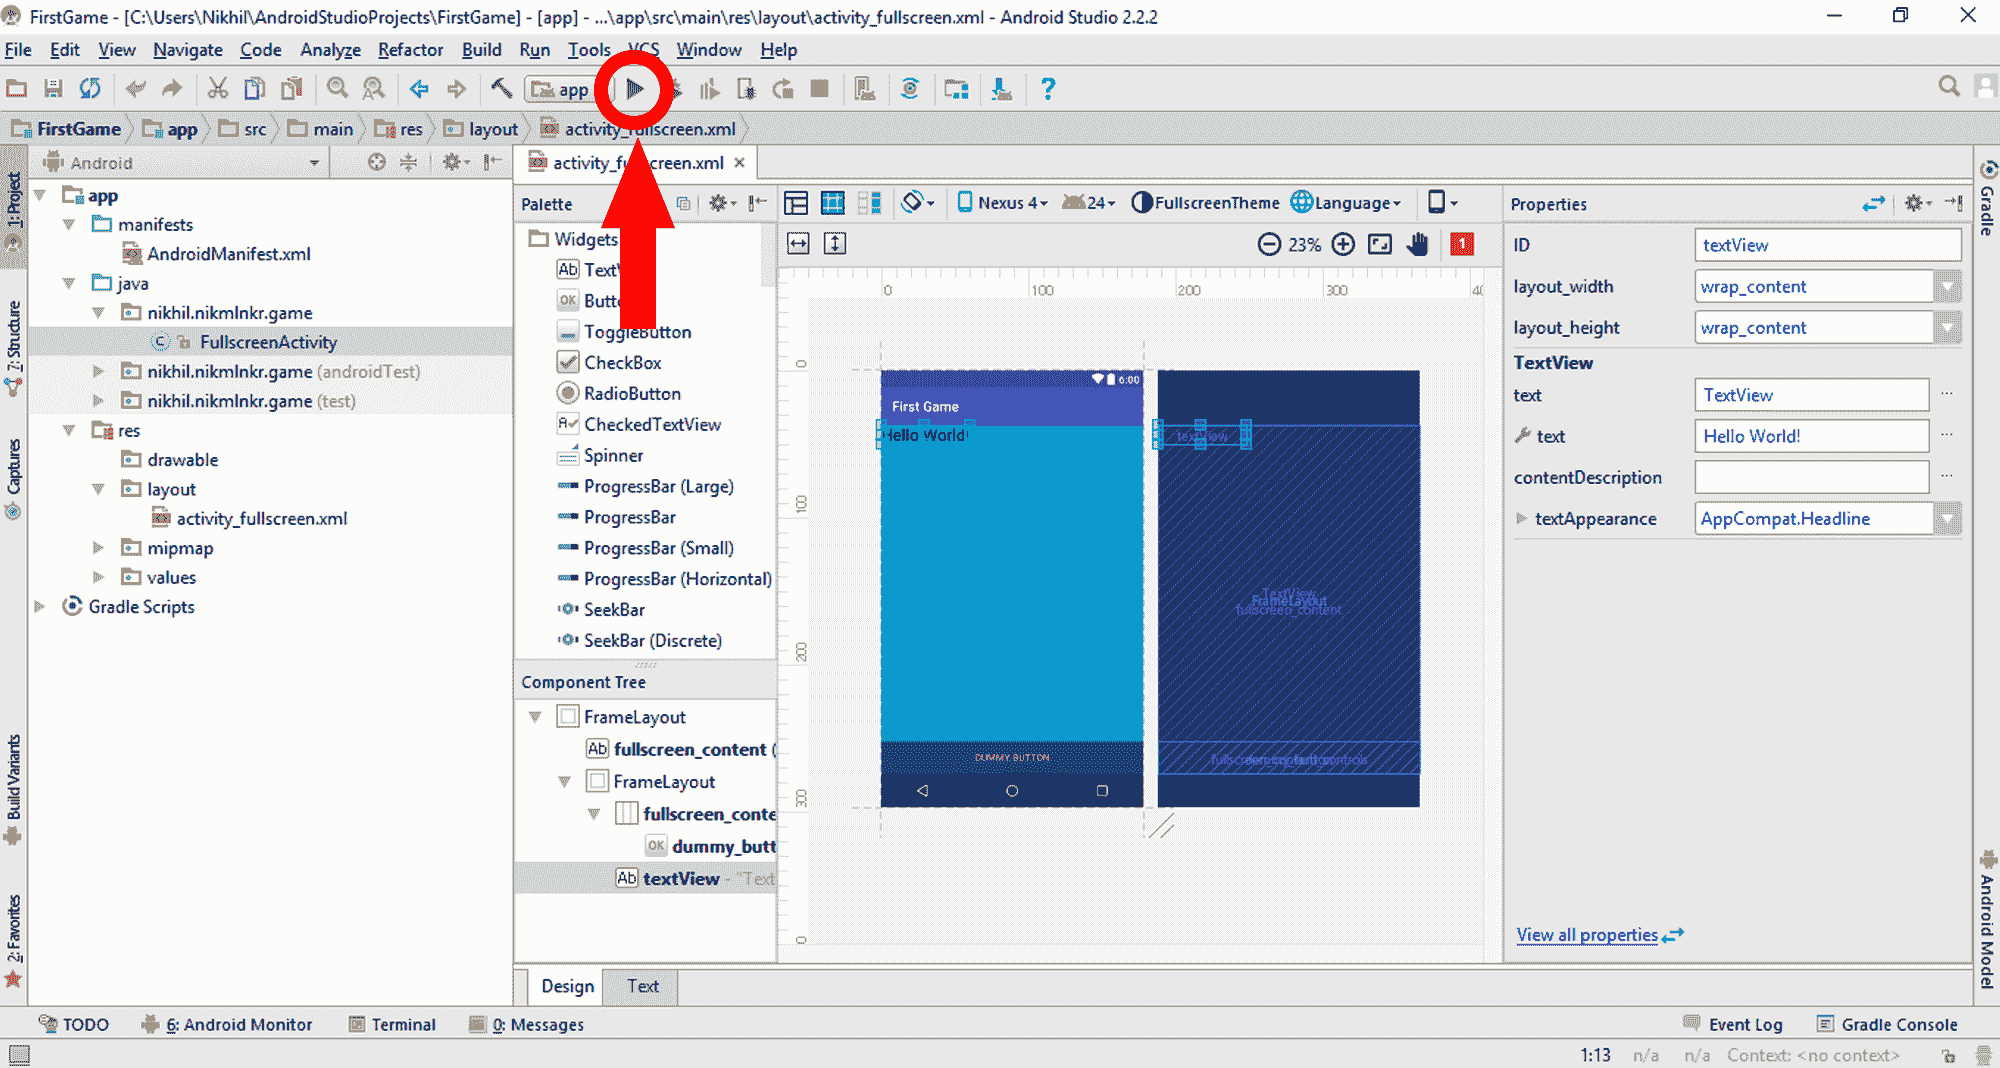 FirstGame - [C:\Users\Nikhil\AndroidStudioProjects\FirstGame] - [app] - ...\app\src\main\res\layout\activity_fullscreen.xml - Android Studio 2.2.2
File Edit View Navigate Code Analyze Refactor Build Run Tools VCS Window Help
app
FirstGame app src main res layout activity_fullscreen.xml
Android
activity_fullscreen.xml
1: Project
7: Structure
Captures
Build Variants
2: Favorites
app
manifests
AndroidManifest.xml
java
nikhil.nikmlnkr.game
FullscreenActivity
nikhil.nikmlnkr.game (androidTest)
nikhil.nikmlnkr.game (test)
res
drawable
layout
activity_fullscreen.xml
mipmap
values
Gradle Scripts
Palette
Widgets
Ab
OK
ToggleButton
CheckBox
RadioButton
CheckedTextView
Spinner
ProgressBar (Large)
ProgressBar
ProgressBar (Small)
ProgressBar (Horizontal)
SeekBar
SeekBar (Discrete)
Component Tree
FrameLayout
Ab fullscreen_content (
FrameLayout
fullscreen_conte
OK dummy_butt
Ab textView - "Text
Nexus 4 24 FullscreenTheme Language
23% 1
0 100 200 300
0
100
200
300
0
6:00
First Game
Hello World!
DUMMY BUTTON
textView
TextView
FrameLayout
fullscreen_content
Design Text
Properties
ID textView
layout_width wrap_content
layout_height wrap_content
TextView
text TextView ...
text Hello World! ...
contentDescription ...
textAppearance AppCompat.Headline
View all properties
Gradle
Android Model
TODO 6: Android Monitor Terminal 0: Messages Event Log Gradle Console
1:13 n/a n/a Context: <no context>